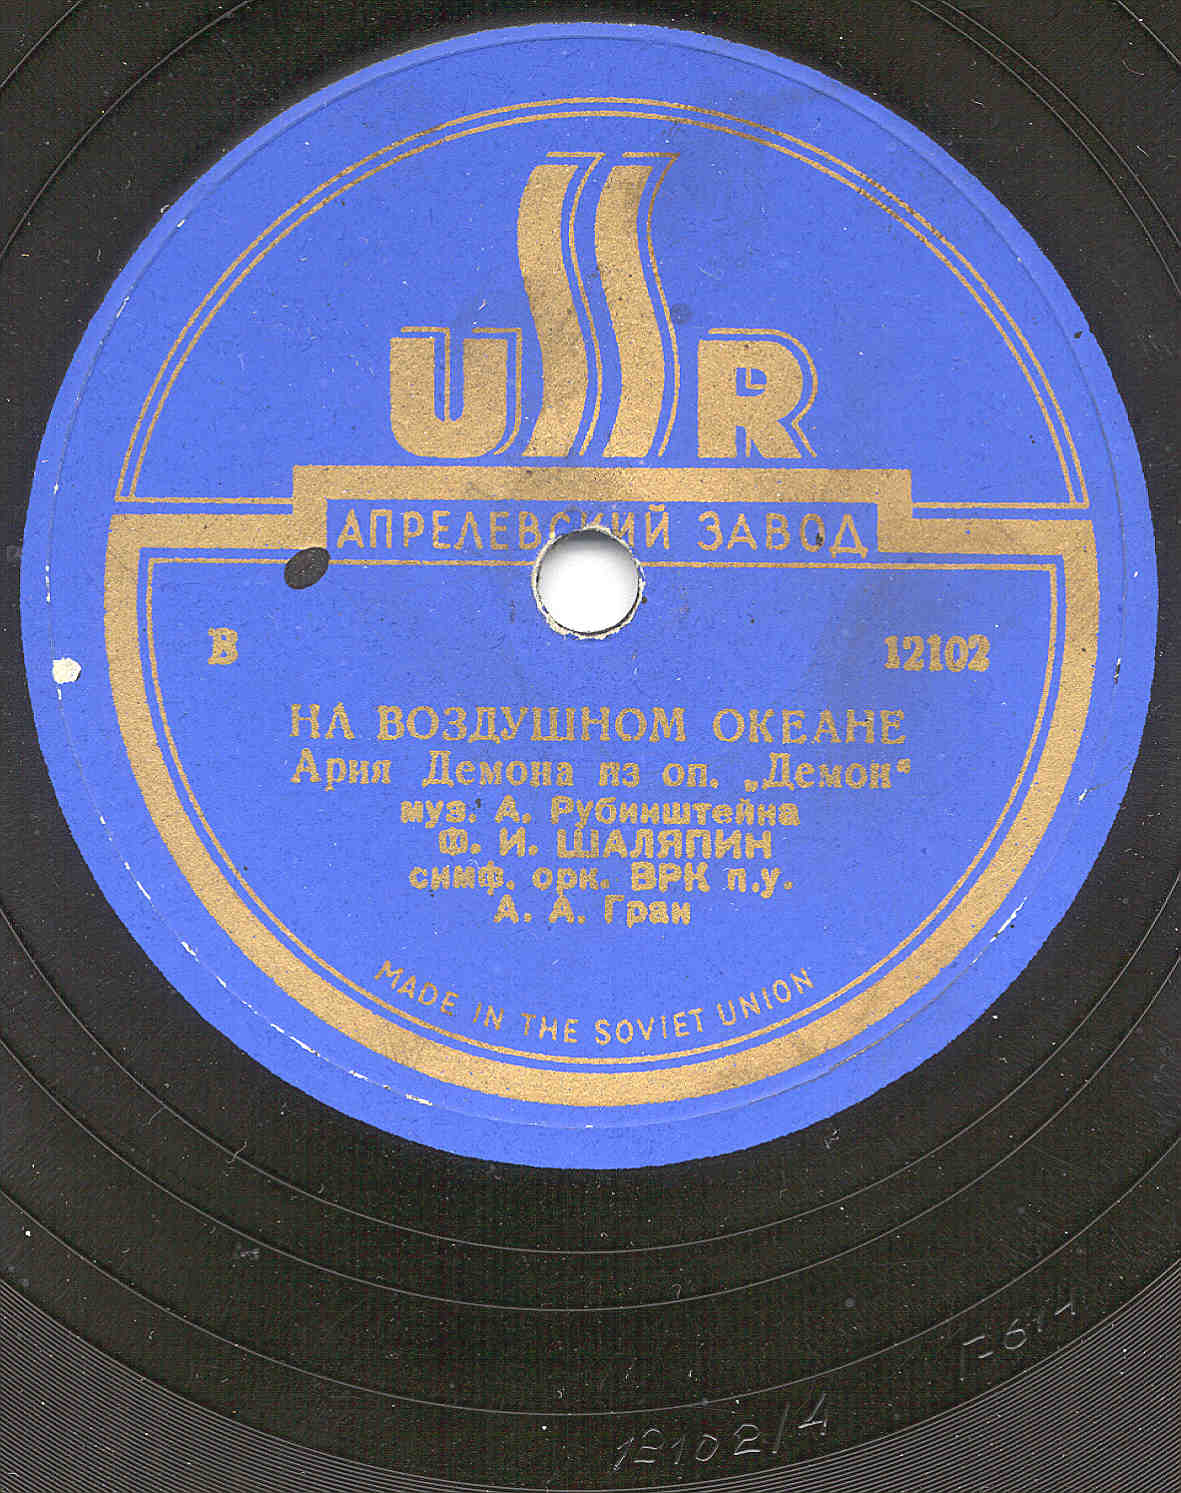 USSR
АПРЕЛЕВСКИЙ ЗАВОД
В 12102
НА ВОЗДУШНОМ ОКЕАНЕ
Ария Демона из оп. „Демон“
муз. А. Рубинштейна
Ф. И. ШАЛЯПИН
симф. орк. ВРК п.у.
А. А. Гран
MADE IN THE SOVIET UNION
12102/4